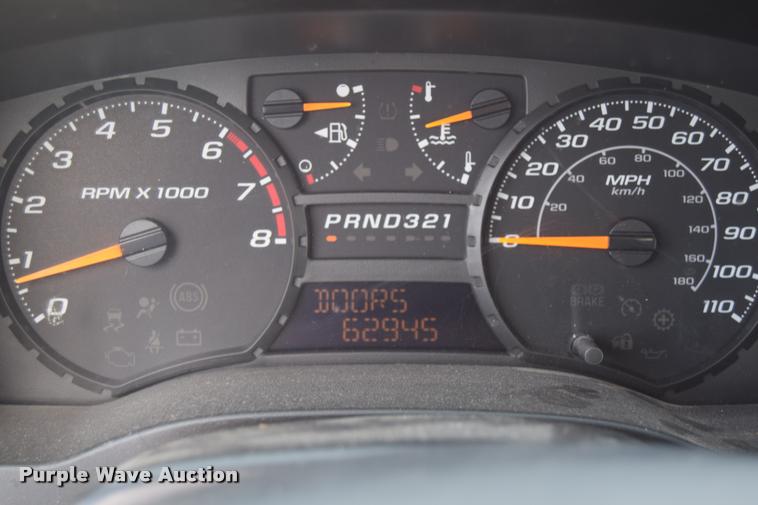 0 1 2 3 4 5 6 7 8
RPM X 1000
ABS
PRND321
DOORS
62945
0 10 20 30 40 50 60 70 80 90 100 110
20 40 60 80 100 120 140 160 180
MPH
km/h
BRAKE
Purple Wave Auction